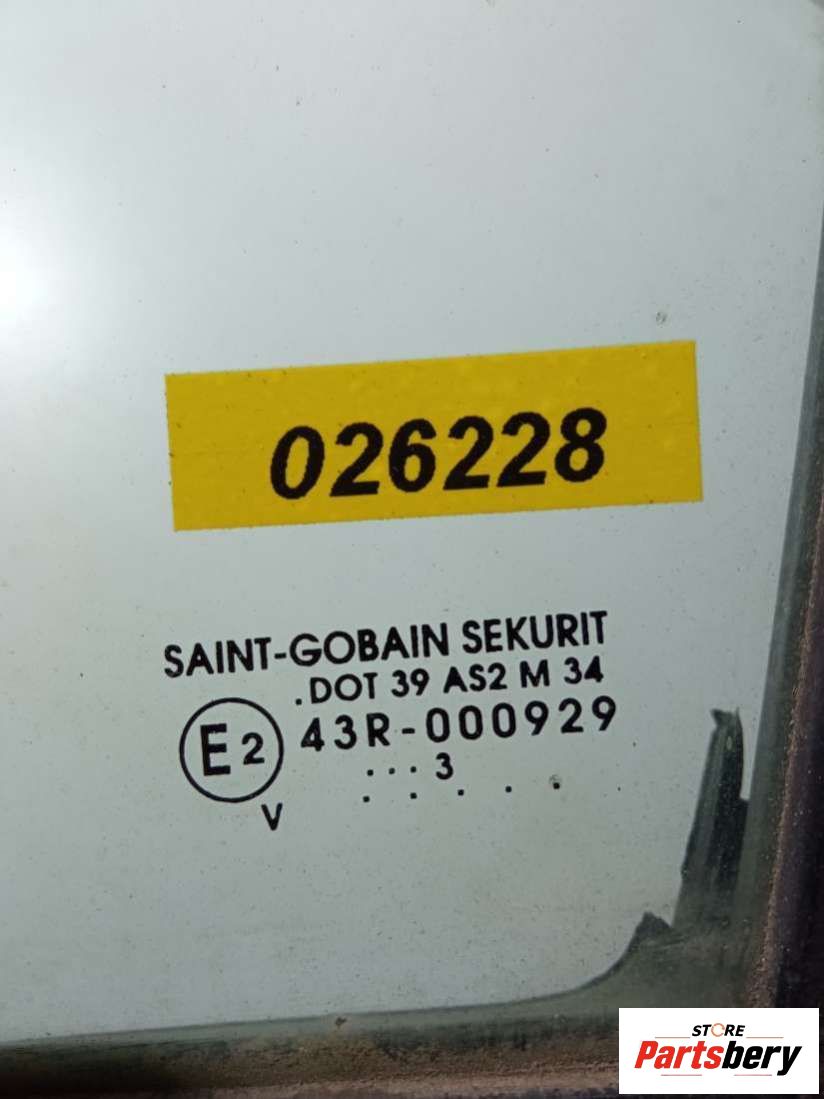 026228
SAINT-GOBAIN SEKURIT
.DOT 39 AS2 M 34
E2 43R-000929
...3
V .....
STORE
Partsbery